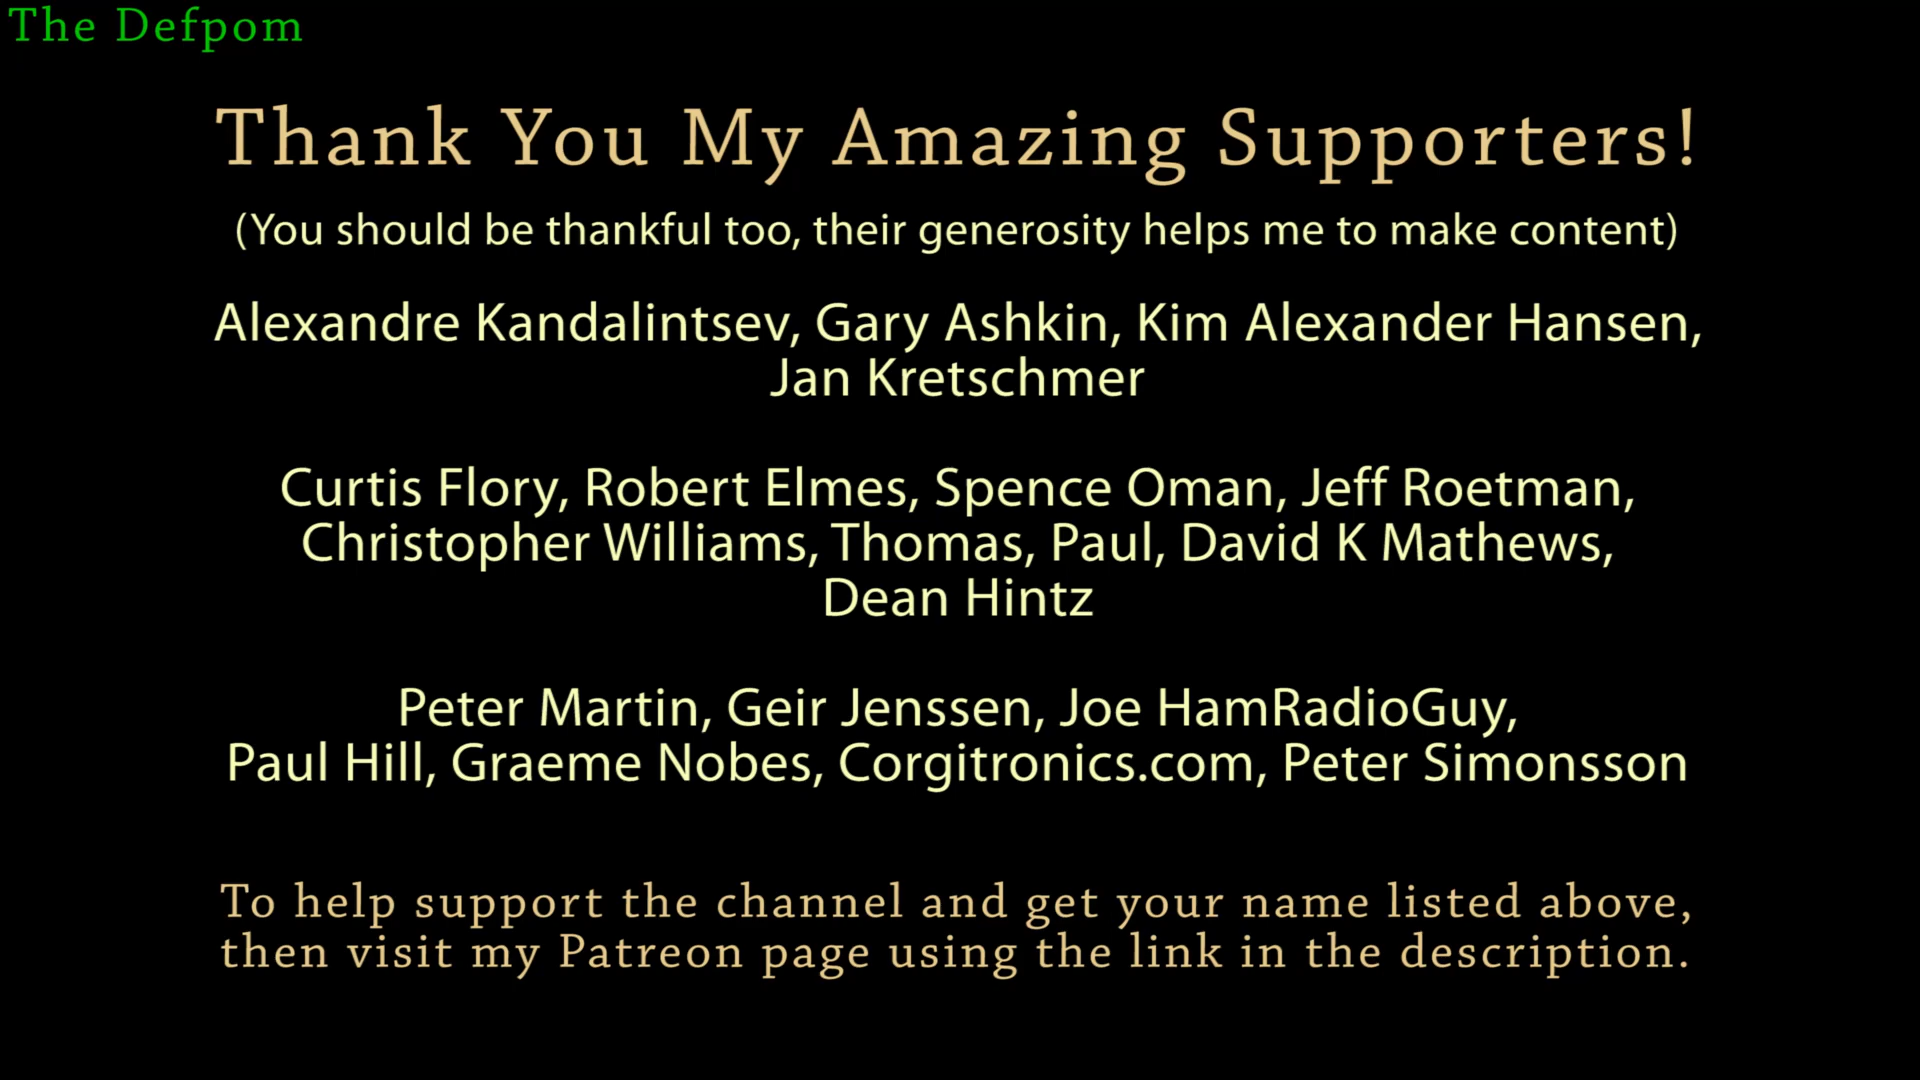 The Defpom
Thank You My Amazing Supporters!
(You should be thankful too, their generosity helps me to make content)
Alexandre Kandalintsev, Gary Ashkin, Kim Alexander Hansen,
Jan Kretschmer
Curtis Flory, Robert Elmes, Spence Oman, Jeff Roetman,
Christopher Williams, Thomas, Paul, David K Mathews,
Dean Hintz
Peter Martin, Geir Jenssen, Joe HamRadioGuy,
Paul Hill, Graeme Nobes, Corgitronics.com, Peter Simonsson
To help support the channel and get your name listed above,
then visit my Patreon page using the link in the description.